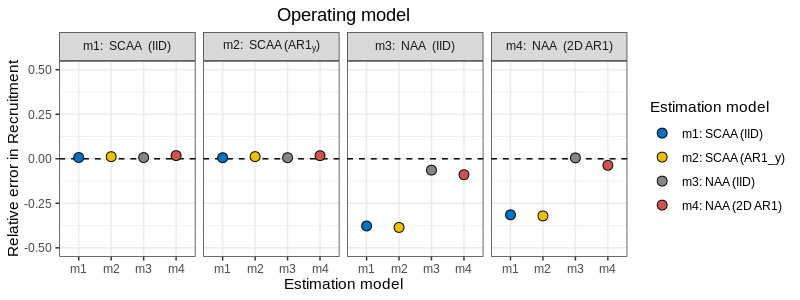 Operating model
m1: SCAA (IID)
m2: SCAA (AR1y)
m3: NAA (IID)
m4: NAA (2D AR1)
Relative error in Recruitment
0.50
0.25
0.00
-0.25
-0.50
m1 m2 m3 m4
m1 m2 m3 m4
m1 m2 m3 m4
m1 m2 m3 m4
Estimation model
Estimation model
m1: SCAA (IID)
m2: SCAA (AR1_y)
m3: NAA (IID)
m4: NAA (2D AR1)